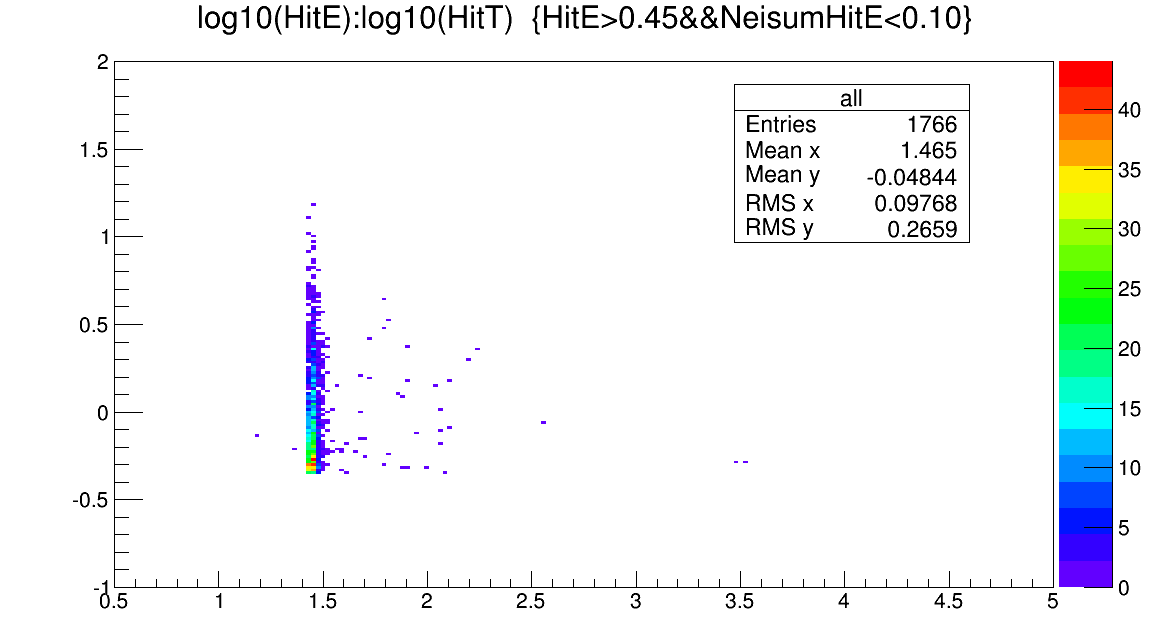 log10(HitE):log10(HitT) {HitE>0.45&&NeisumHitE<0.10}
all
Entries 1766
Mean x 1.465
Mean y -0.04844
RMS x 0.09768
RMS y 0.2659
2
1.5
1
0.5
0
-0.5
-1
0.5 1 1.5 2 2.5 3 3.5 4 4.5 5
40
35
30
25
20
15
10
5
0